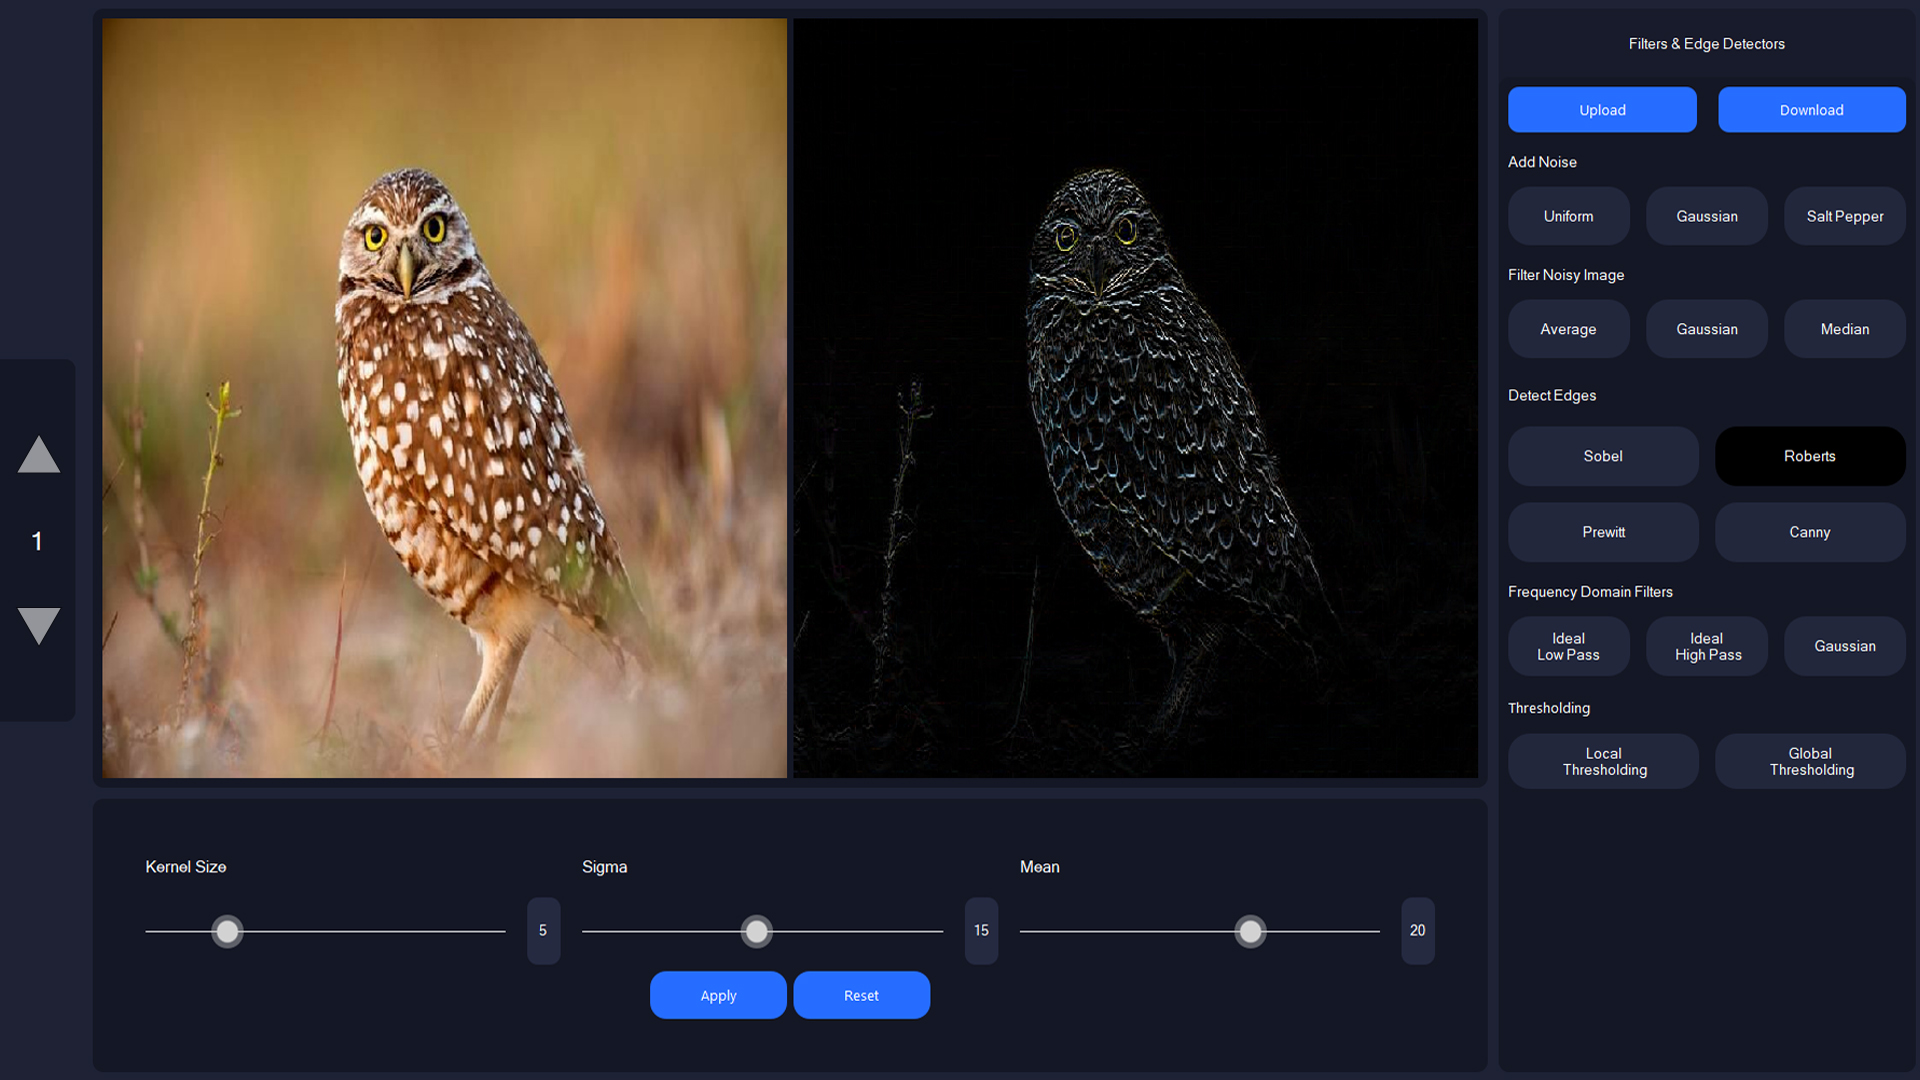 Filters & Edge Detectors
Upload
Download
Add Noise
Uniform
Gaussian
Salt Pepper
Filter Noisy Image
Average
Gaussian
Median
Detect Edges
Sobel
Roberts
Prewitt
Canny
Frequency Domain Filters
Ideal
Low Pass
Ideal
High Pass
Gaussian
Thresholding
Local
Thresholding
Global
Thresholding
1
Kernel Size
5
Sigma
15
Mean
20
Apply
Reset